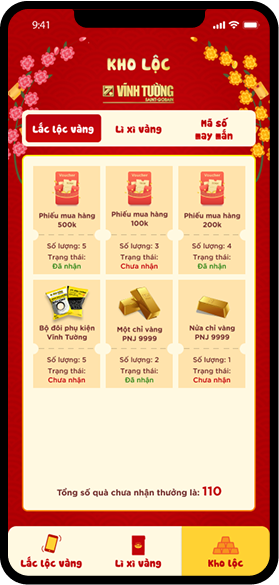 9:41
KHO LỘC
VĨNH TƯỜNG
SAINT-GOBAIN
Lắc lộc vàng
Lì xì vàng
Mã số
may mắn
Voucher
Phiếu mua hàng
500k
Số lượng: 5
Trạng thái:
Đã nhận
Voucher
Phiếu mua hàng
100k
Số lượng: 3
Trạng thái:
Chưa nhận
Voucher
Phiếu mua hàng
200k
Số lượng: 4
Trạng thái:
Đã nhận
Bộ đôi phụ kiện
Vĩnh Tường
Số lượng: 5
Trạng thái:
Chưa nhận
Một chỉ vàng
PNJ 9999
Số lượng: 2
Trạng thái:
Đã nhận
Nửa chỉ vàng
PNJ 9999
Số lượng: 1
Trạng thái:
Chưa nhận
Tổng số quà chưa nhận thưởng là: 110
Lắc lộc vàng
Lì xì vàng
Kho lộc